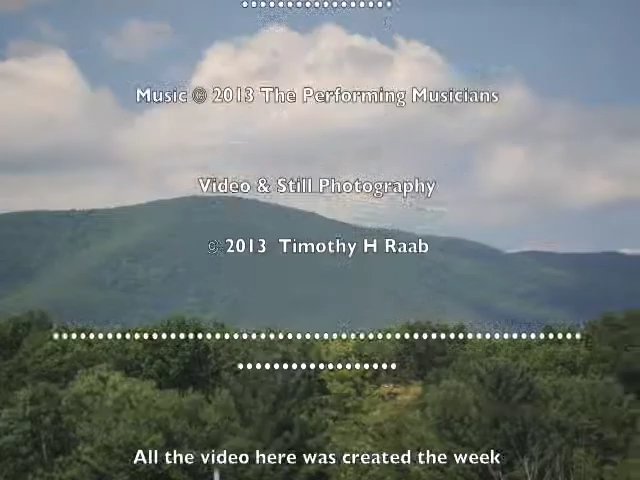 Music © 2013 The Performing Musicians
Video & Still Photography
© 2013 Timothy H Raab
All the video here was created the week